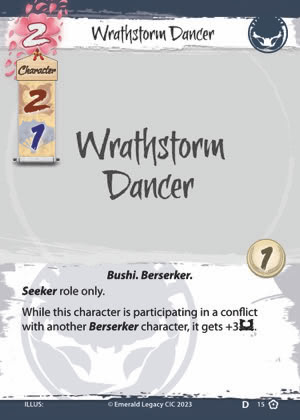 2
Wrathstorm Dancer
Character
2
1
Wrathstorm
Dancer
1
Bushi. Berserker.
Seeker role only.
While this character is participating in a conflict
with another Berserker character, it gets +3.
ILLUS:
© Emerald Legacy CIC 2023
D 15